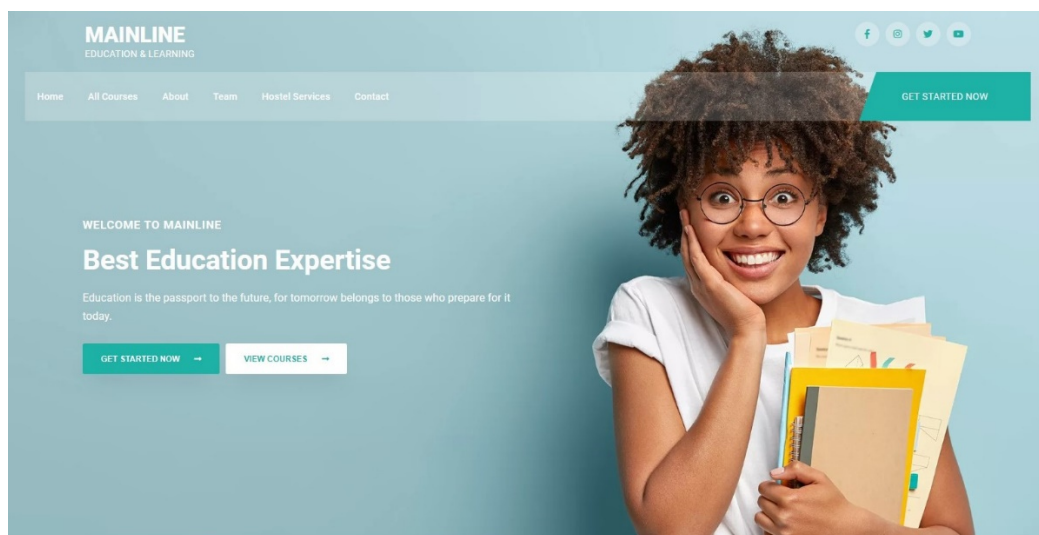 MAINLINE
EDUCATION & LEARNING
Home All Courses About Team Hostel Services Contact
GET STARTED NOW
WELCOME TO MAINLINE
Best Education Expertise
Education is the passport to the future, for tomorrow belongs to those who prepare for it
today.
GET STARTED NOW → VIEW COURSES →